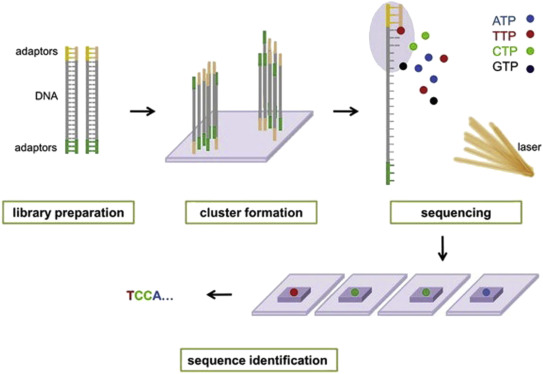 adaptors
DNA
adaptors
library preparation
cluster formation
ATP
TTP
CTP
GTP
laser
sequencing
TCCA...
sequence identification